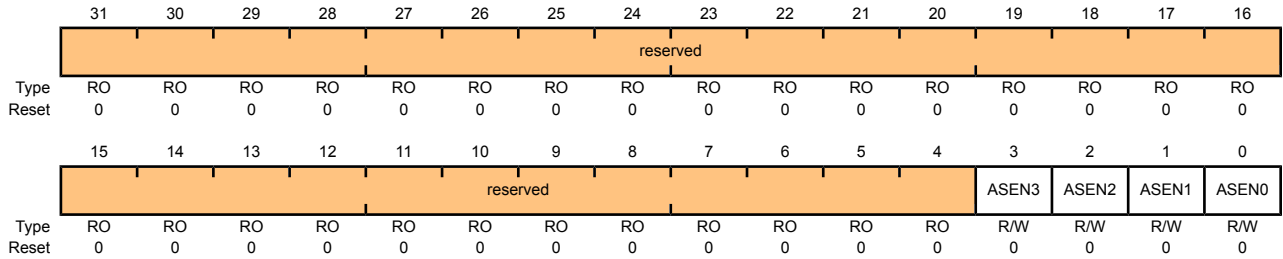 31 30 29 28 27 26 25 24 23 22 21 20 19 18 17 16
reserved
Type RO RO RO RO RO RO RO RO RO RO RO RO RO RO RO RO
Reset 0 0 0 0 0 0 0 0 0 0 0 0 0 0 0 0
15 14 13 12 11 10 9 8 7 6 5 4 3 2 1 0
reserved ASEN3 ASEN2 ASEN1 ASEN0
Type RO RO RO RO RO RO RO RO RO RO RO RO R/W R/W R/W R/W
Reset 0 0 0 0 0 0 0 0 0 0 0 0 0 0 0 0